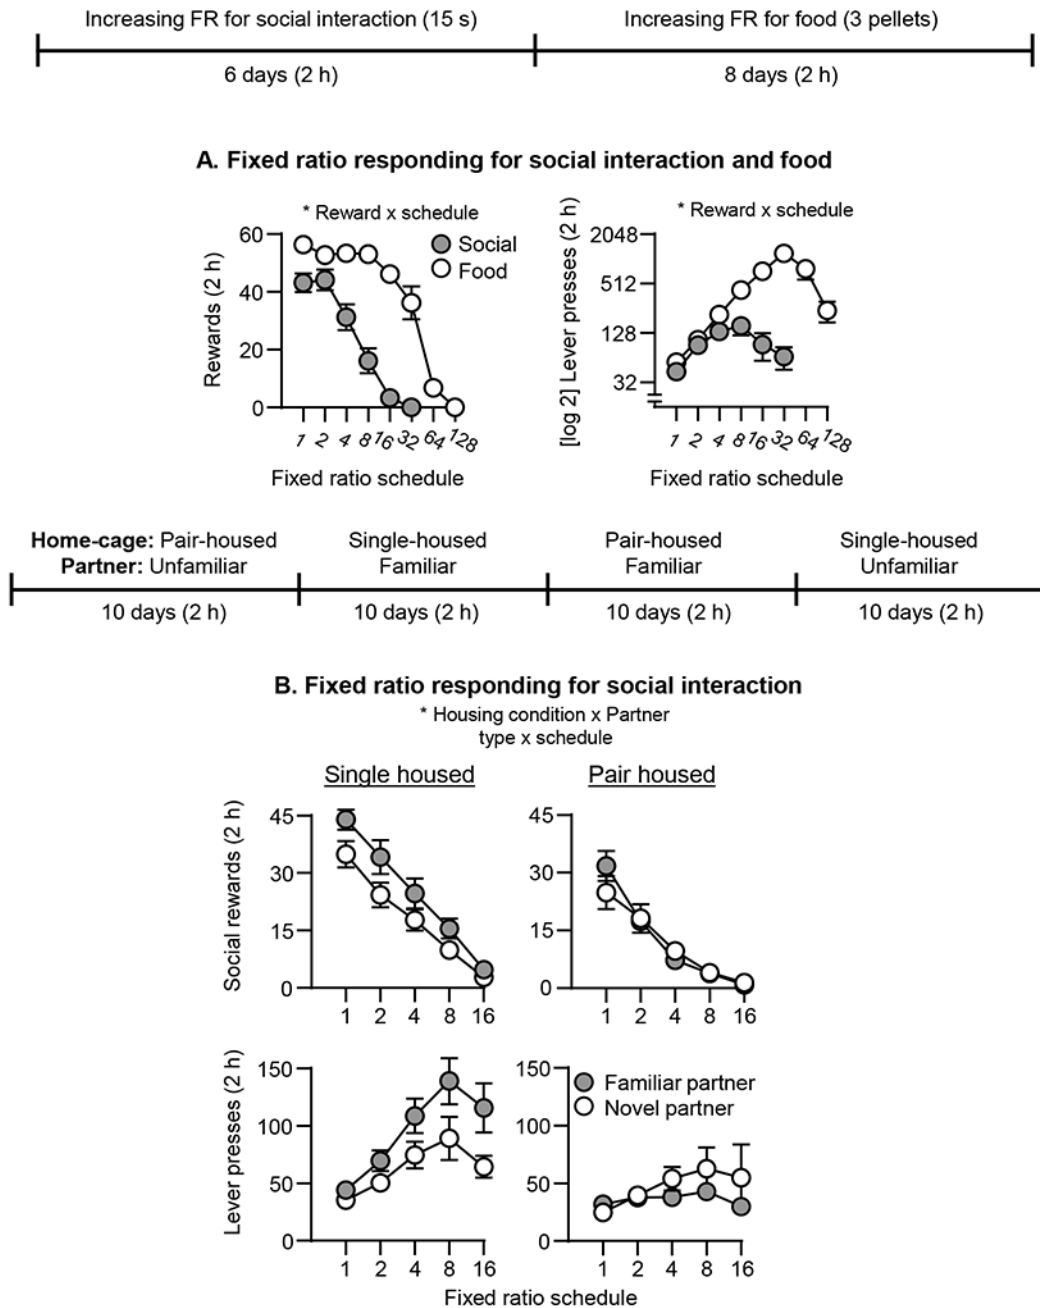 Increasing FR for social interaction (15 s)
Increasing FR for food (3 pellets)
6 days (2 h)
8 days (2 h)
A. Fixed ratio responding for social interaction and food
* Reward x schedule
Rewards (2 h)
60
40
20
0
Social
Food
1 2 4 8 16 32 64 128
Fixed ratio schedule
* Reward x schedule
[log 2] Lever presses (2 h)
2048
512
128
32
1 2 4 8 16 32 64 128
Fixed ratio schedule
Home-cage: Pair-housed
Partner: Unfamiliar
Single-housed
Familiar
Pair-housed
Familiar
Single-housed
Unfamiliar
10 days (2 h)
10 days (2 h)
10 days (2 h)
10 days (2 h)
B. Fixed ratio responding for social interaction
* Housing condition x Partner
type x schedule
Single housed
Social rewards (2 h)
45
30
15
0
1 2 4 8 16
Pair housed
45
30
15
0
1 2 4 8 16
Lever presses (2 h)
150
100
50
0
1 2 4 8 16
150
100
50
0
Familiar partner
Novel partner
1 2 4 8 16
Fixed ratio schedule